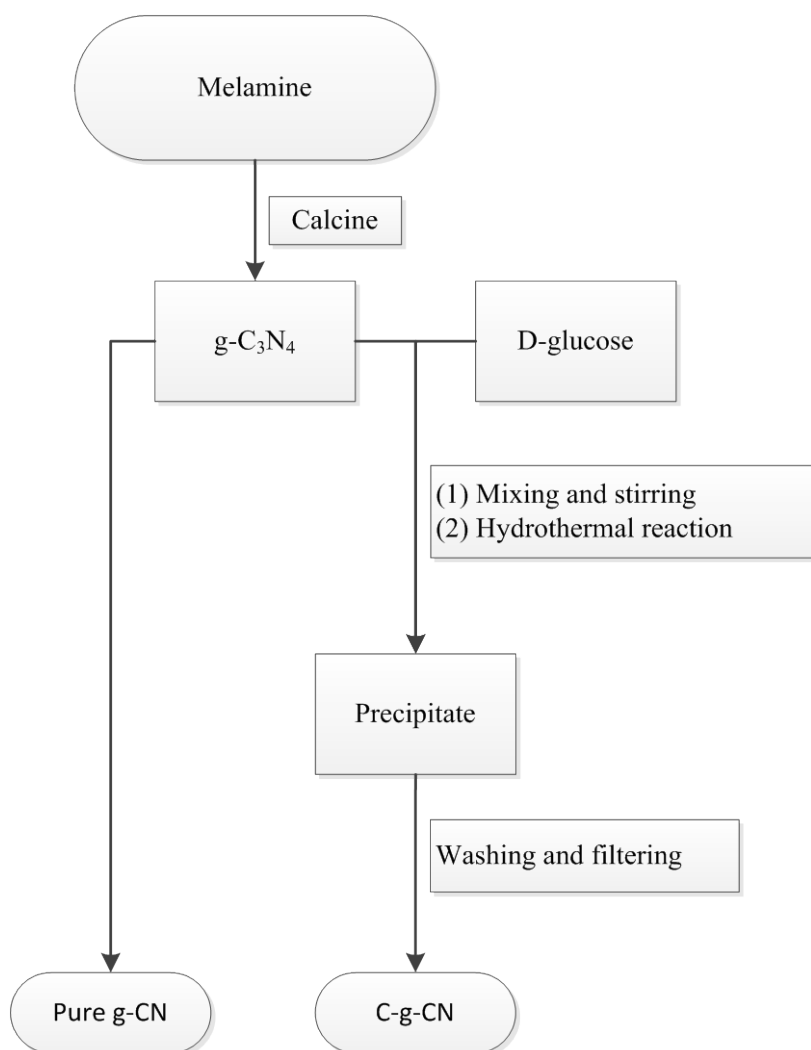 Melamine
Calcine
g-C₃N₄
D-glucose
(1) Mixing and stirring
(2) Hydrothermal reaction
Precipitate
Washing and filtering
Pure g-CN
C-g-CN